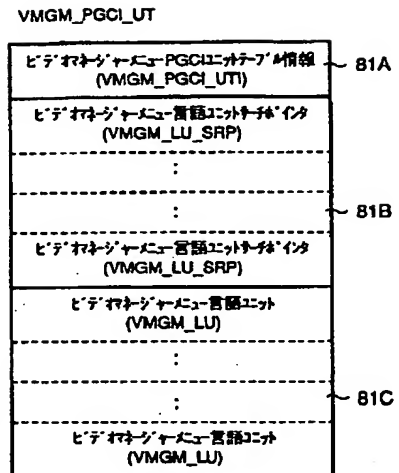 VMGM_PGCI_UT
ビデオマネージャーメニューPGCIユニットテーブル情報
(VMGM_PGCI_UTI)
81A
ビデオマネージャーメニュー言語ユニットサーチポインタ
(VMGM_LU_SRP)
:
:
81B
ビデオマネージャーメニュー言語ユニットサーチポインタ
(VMGM_LU_SRP)
ビデオマネージャーメニュー言語ユニット
(VMGM_LU)
:
:
81C
ビデオマネージャーメニュー言語ユニット
(VMGM_LU)